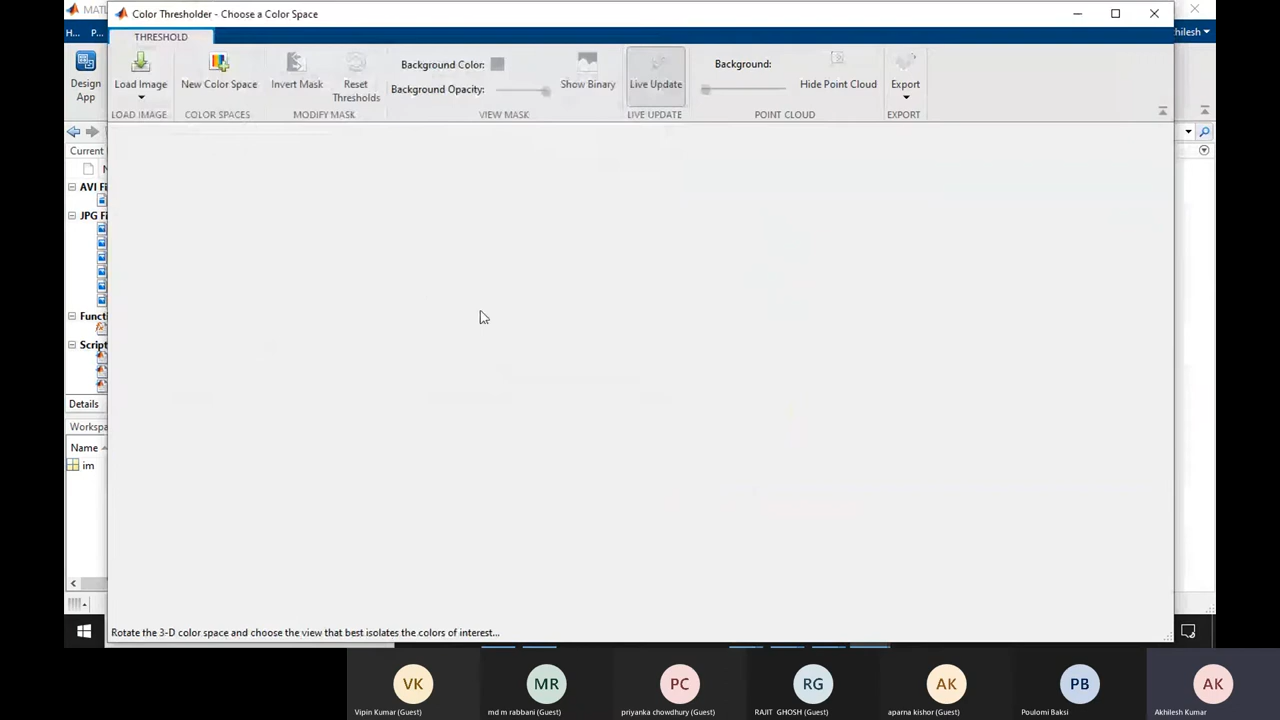 MATL
Color Thresholder - Choose a Color Space
H...
P...
THRESHOLD
khilesh
Design
App
Load Image
New Color Space
Invert Mask
Reset
Thresholds
Background Color:
Background Opacity:
Show Binary
Live Update
Background:
Hide Point Cloud
Export
LOAD IMAGE
COLOR SPACES
MODIFY MASK
VIEW MASK
LIVE UPDATE
POINT CLOUD
EXPORT
Current
N
AVI Fi
JPG Fi
Functi
Script
Details
Workspa
Name
im
Rotate the 3-D color space and choose the view that best isolates the colors of interest...
VK
MR
PC
RG
AK
PB
AK
Vipin Kumar (Guest)
md m rabbani (Guest)
priyanka chowdhury (Guest)
RAJIT GHOSH (Guest)
aparna kishor (Guest)
Poulomi Baksi
Akhilesh Kumar